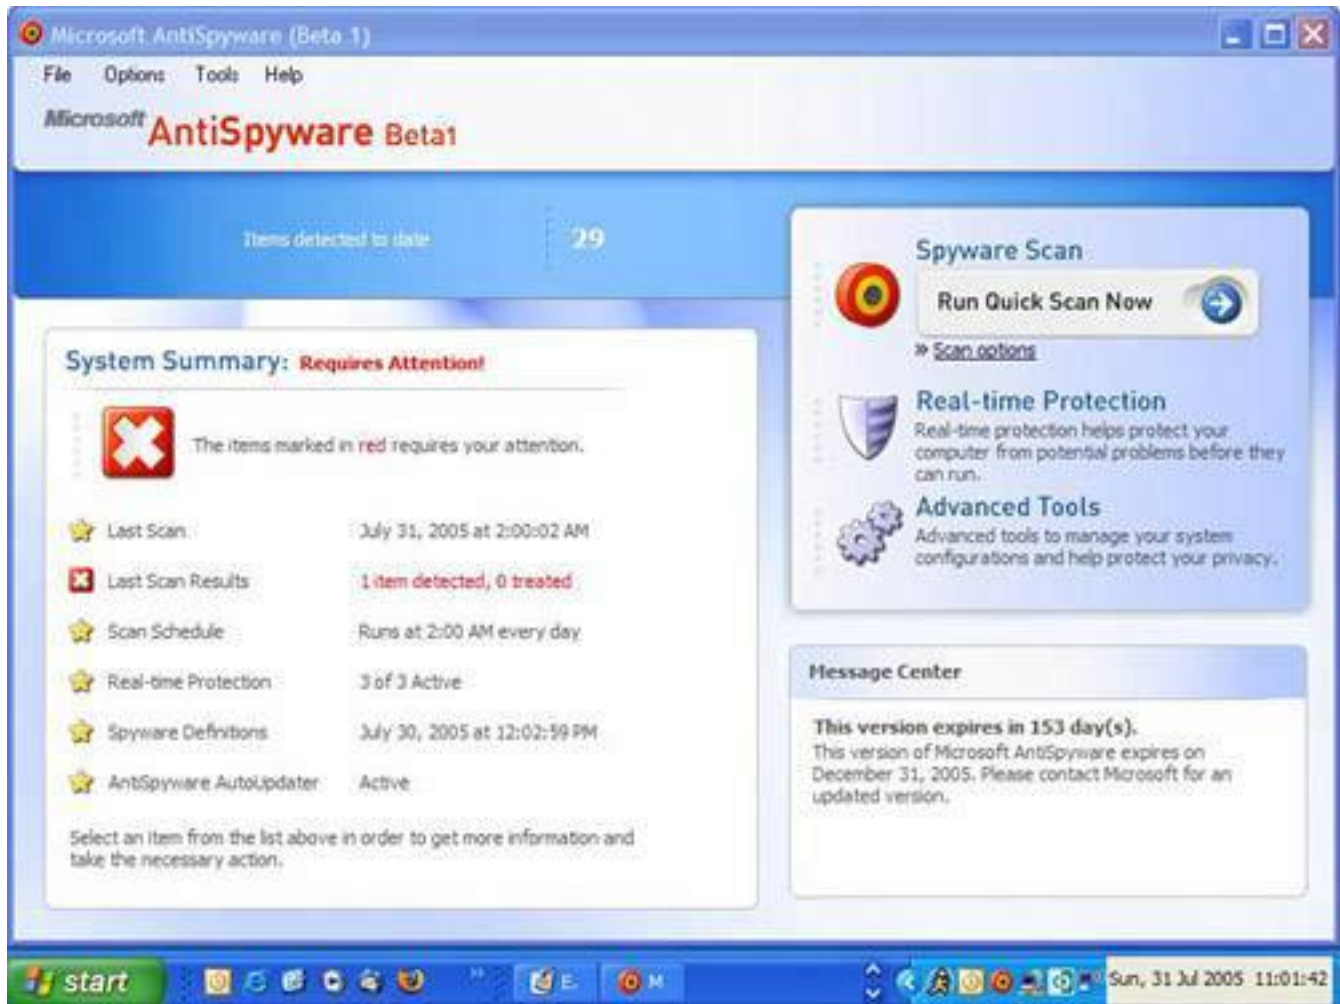 Microsoft AntiSpyware (Beta 1)
File Options Tools Help
Microsoft AntiSpyware Beta1
Items detected to date 29
Spyware Scan
Run Quick Scan Now
» Scan options
Real-time Protection
Real-time protection helps protect your
computer from potential problems before they
can run.
Advanced Tools
Advanced tools to manage your system
configurations and help protect your privacy.
System Summary: Requires Attention!
The items marked in red requires your attention.
Last Scan July 31, 2005 at 2:00:02 AM
Last Scan Results 1 item detected, 0 treated
Scan Schedule Runs at 2:00 AM every day
Real-time Protection 3 of 3 Active
Spyware Definitions July 30, 2005 at 12:02:59 PM
AntiSpyware AutoUpdater Active
Select an item from the list above in order to get more information and
take the necessary action.
Message Center
This version expires in 153 day(s).
This version of Microsoft AntiSpyware expires on
December 31, 2005. Please contact Microsoft for an
updated version.
start E. M Sun, 31 Jul 2005 11:01:42